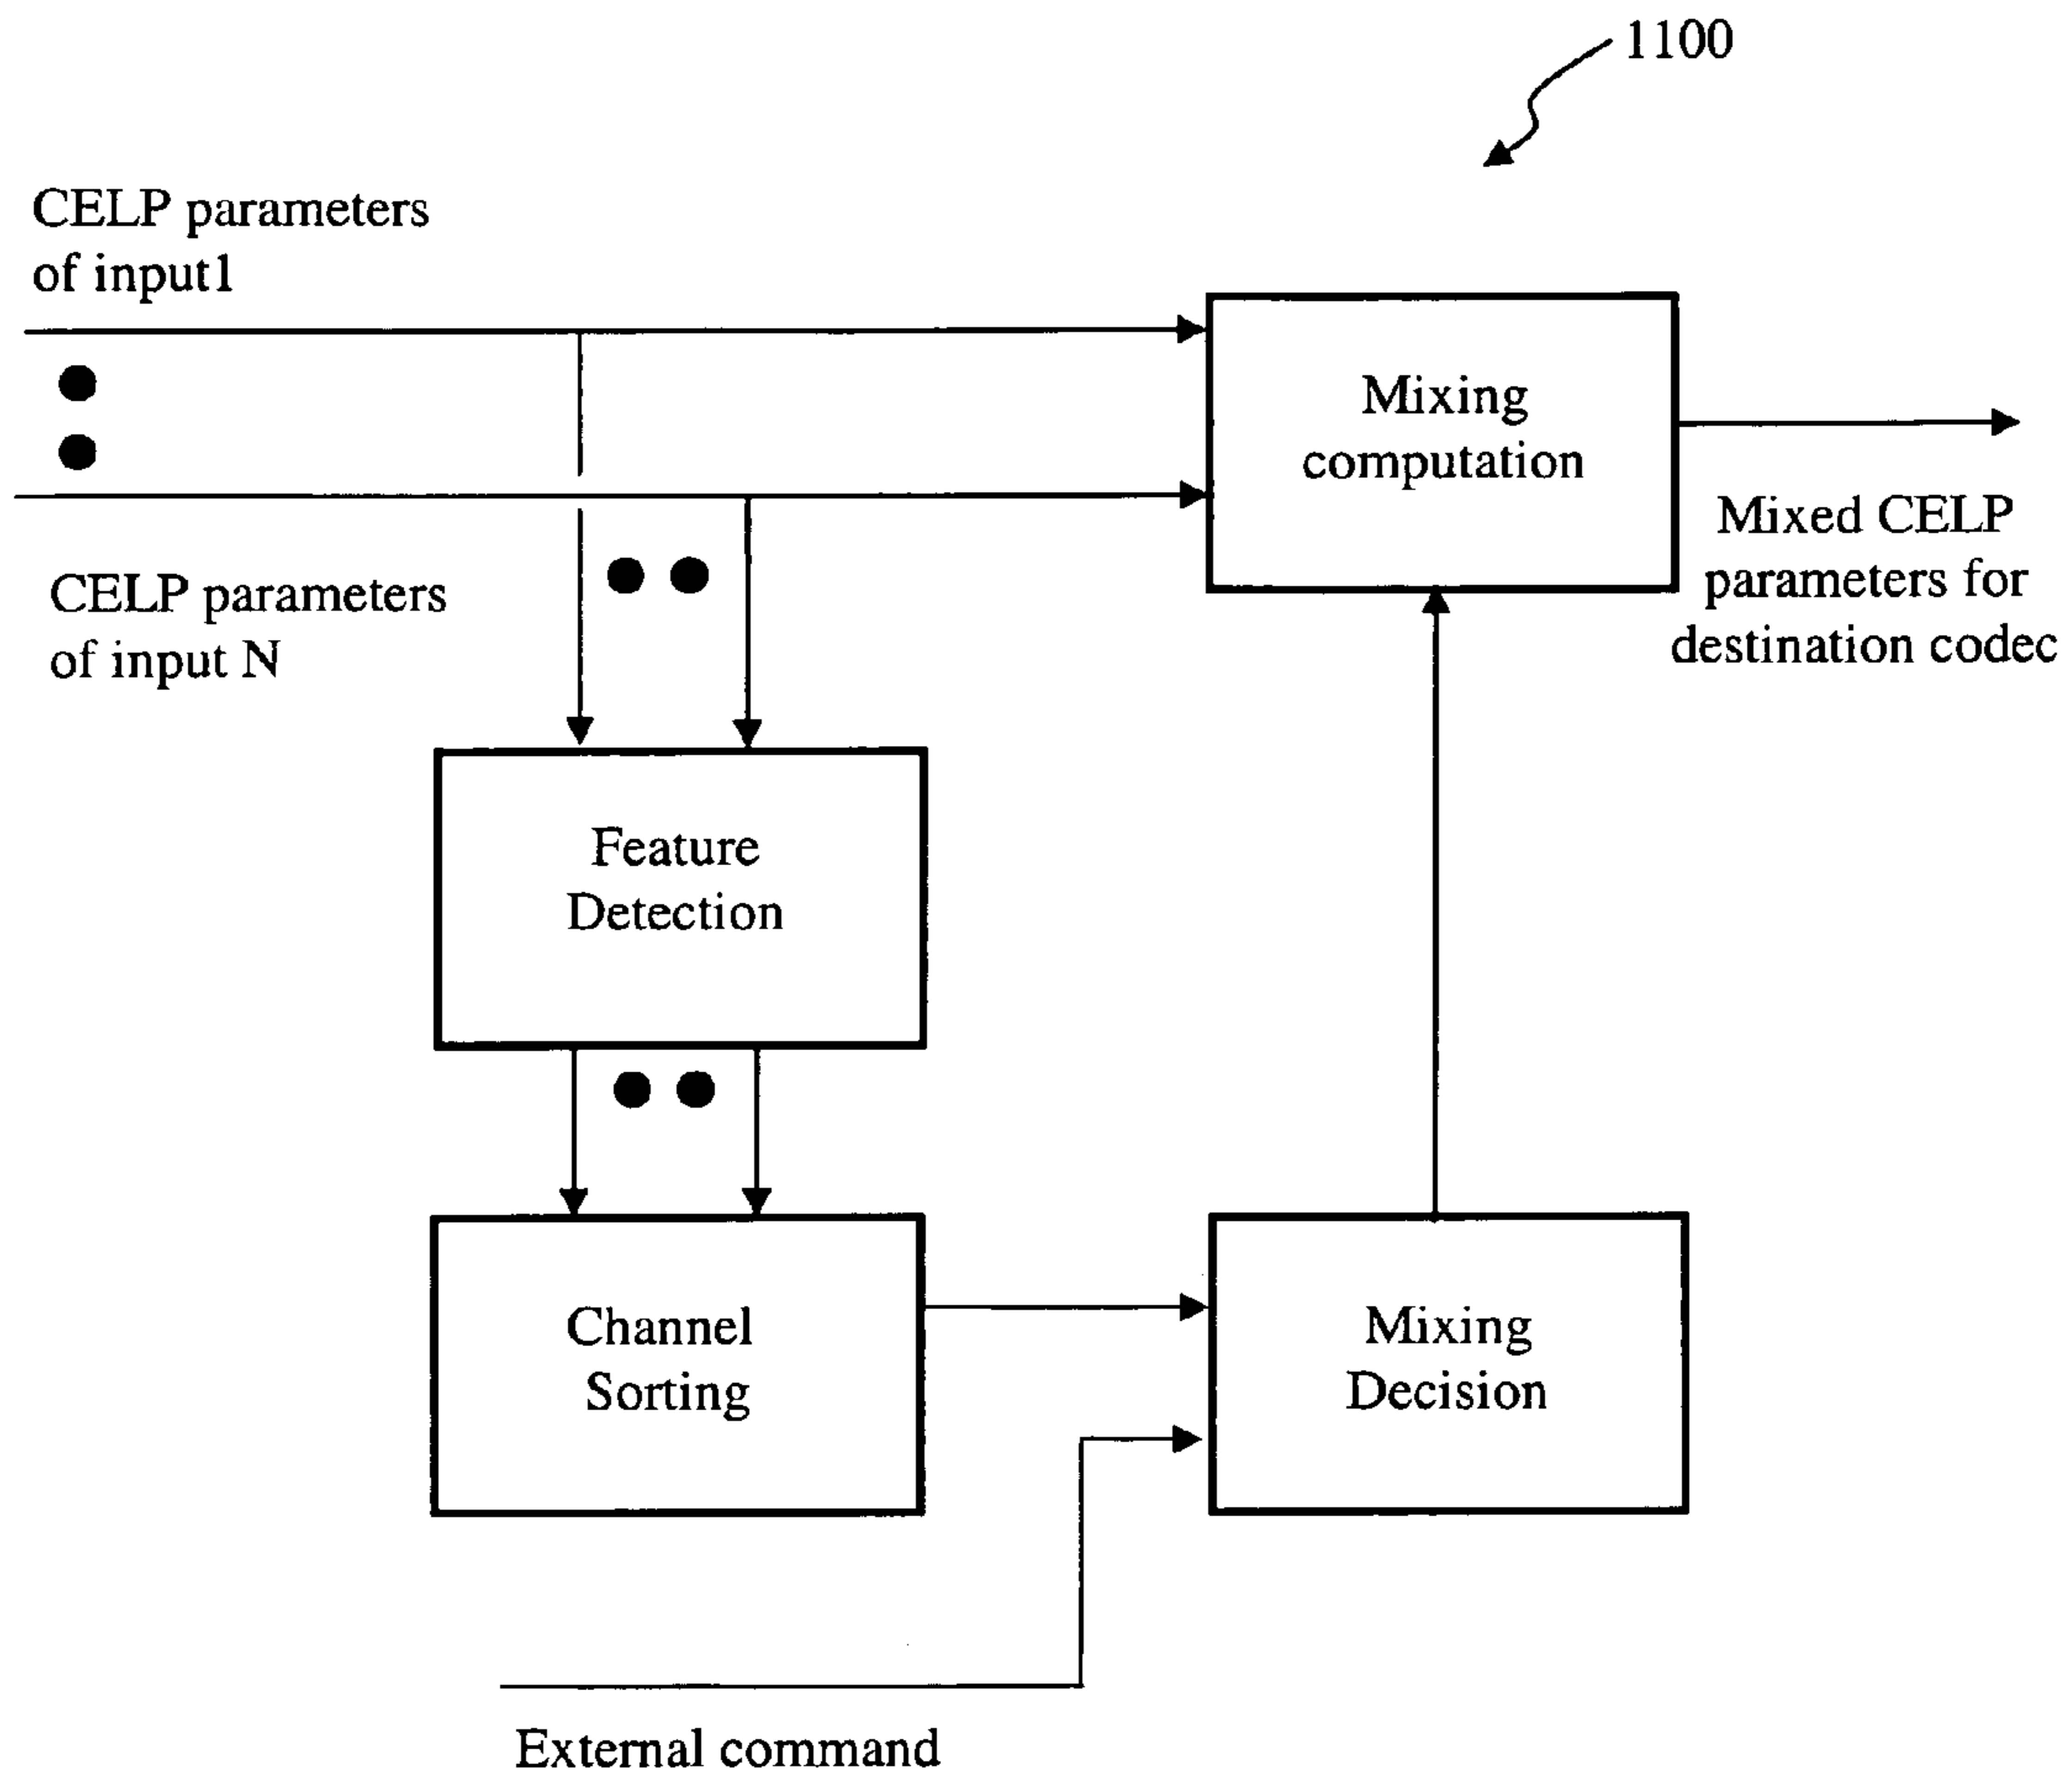 1100
CELP parameters
of input1
Mixing
computation
Mixed CELP
parameters for
destination codec
CELP parameters
of input N
Feature
Detection
Channel
Sorting
Mixing
Decision
External command